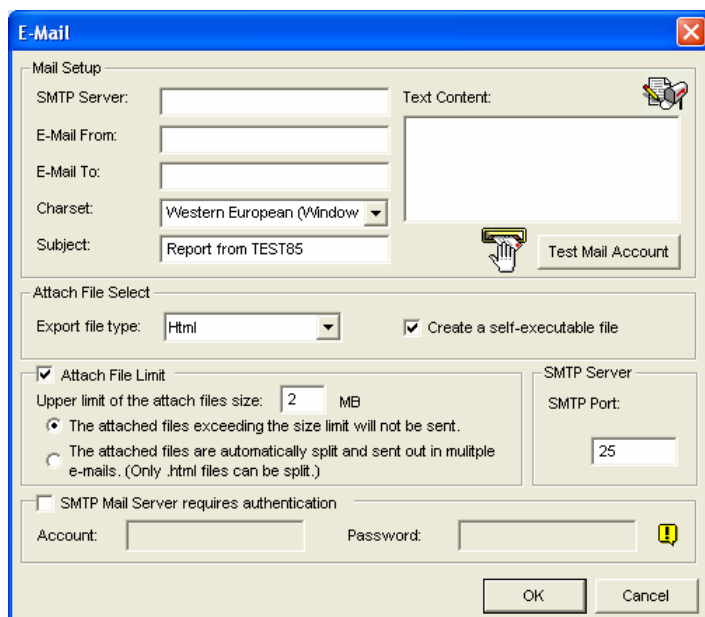 E-Mail
Mail Setup
SMTP Server:
Text Content:
E-Mail From:
E-Mail To:
Charset:
Western European (Window
Subject:
Report from TEST85
Test Mail Account
Attach File Select
Export file type:
Html
Create a self-executable file
Attach File Limit
Upper limit of the attach files size:
2
MB
The attached files exceeding the size limit will not be sent.
The attached files are automatically split and sent out in mulitple
e-mails. (Only .html files can be split.)
SMTP Server
SMTP Port:
25
SMTP Mail Server requires authentication
Account:
Password:
OK
Cancel